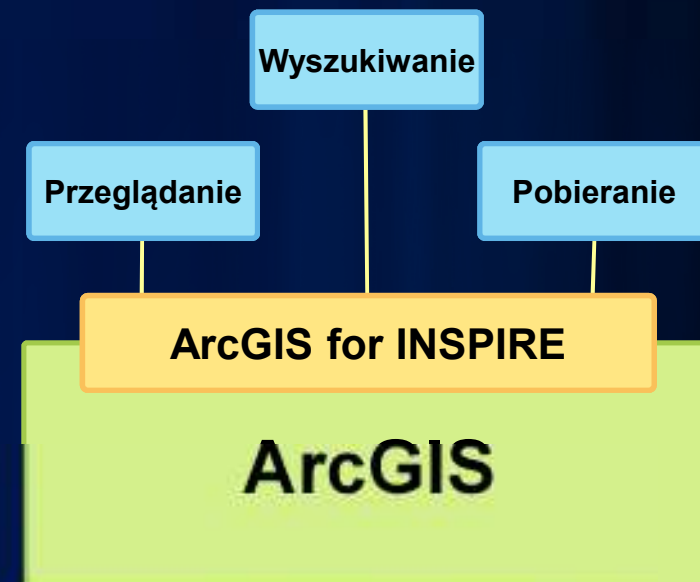 Wyszukiwanie
Przeglądanie
Pobieranie
ArcGIS for INSPIRE
ArcGIS